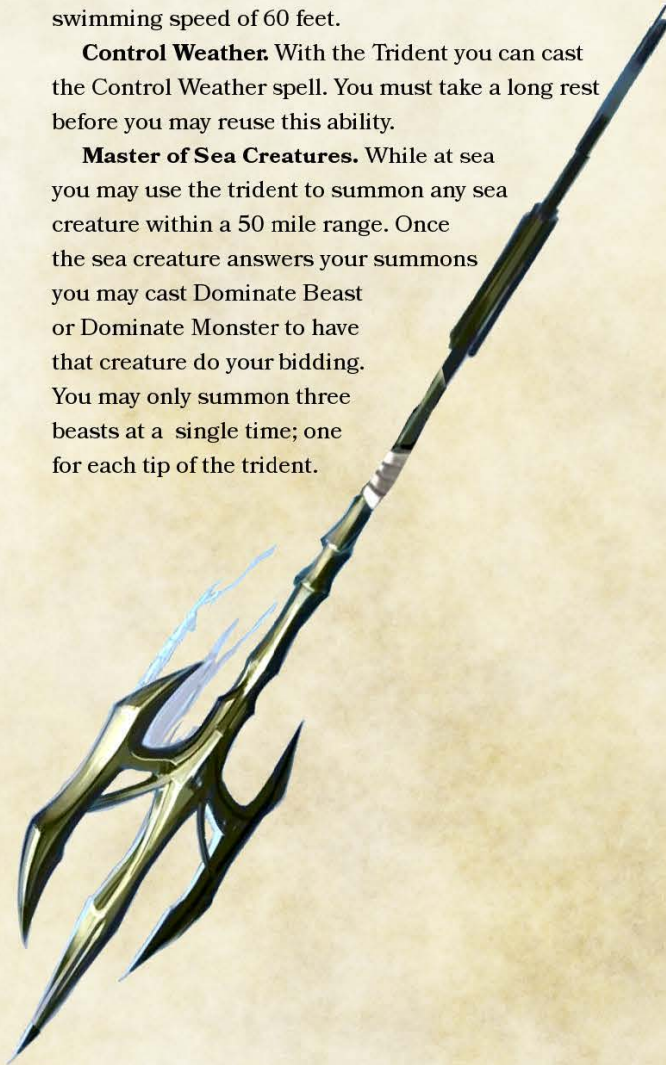 swimming speed of 60 feet.
Control Weather. With the Trident you can cast
the Control Weather spell. You must take a long rest
before you may reuse this ability.
Master of Sea Creatures. While at sea
you may use the trident to summon any sea
creature within a 50 mile range. Once
the sea creature answers your summons
you may cast Dominate Beast
or Dominate Monster to have
that creature do your bidding.
You may only summon three
beasts at a single time; one
for each tip of the trident.